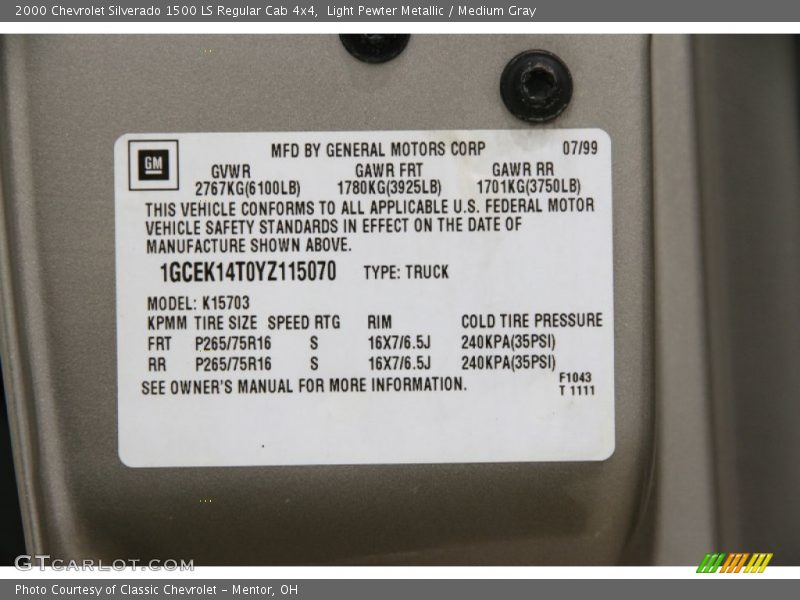 2000 Chevrolet Silverado 1500 LS Regular Cab 4x4, Light Pewter Metallic / Medium Gray
GM
MFD BY GENERAL MOTORS CORP 07/99
GVWR GAWR FRT GAWR RR
2767KG(6100LB) 1780KG(3925LB) 1701KG(3750LB)
THIS VEHICLE CONFORMS TO ALL APPLICABLE U.S. FEDERAL MOTOR
VEHICLE SAFETY STANDARDS IN EFFECT ON THE DATE OF
MANUFACTURE SHOWN ABOVE.
1GCEK14T0YZ115070 TYPE: TRUCK
MODEL: K15703
KPMM TIRE SIZE SPEED RTG RIM COLD TIRE PRESSURE
FRT P265/75R16 S 16X7/6.5J 240KPA(35PSI)
RR P265/75R16 S 16X7/6.5J 240KPA(35PSI)
SEE OWNER'S MANUAL FOR MORE INFORMATION.
F1043
T 1111
GTCARLOT.COM
Photo Courtesy of Classic Chevrolet - Mentor, OH